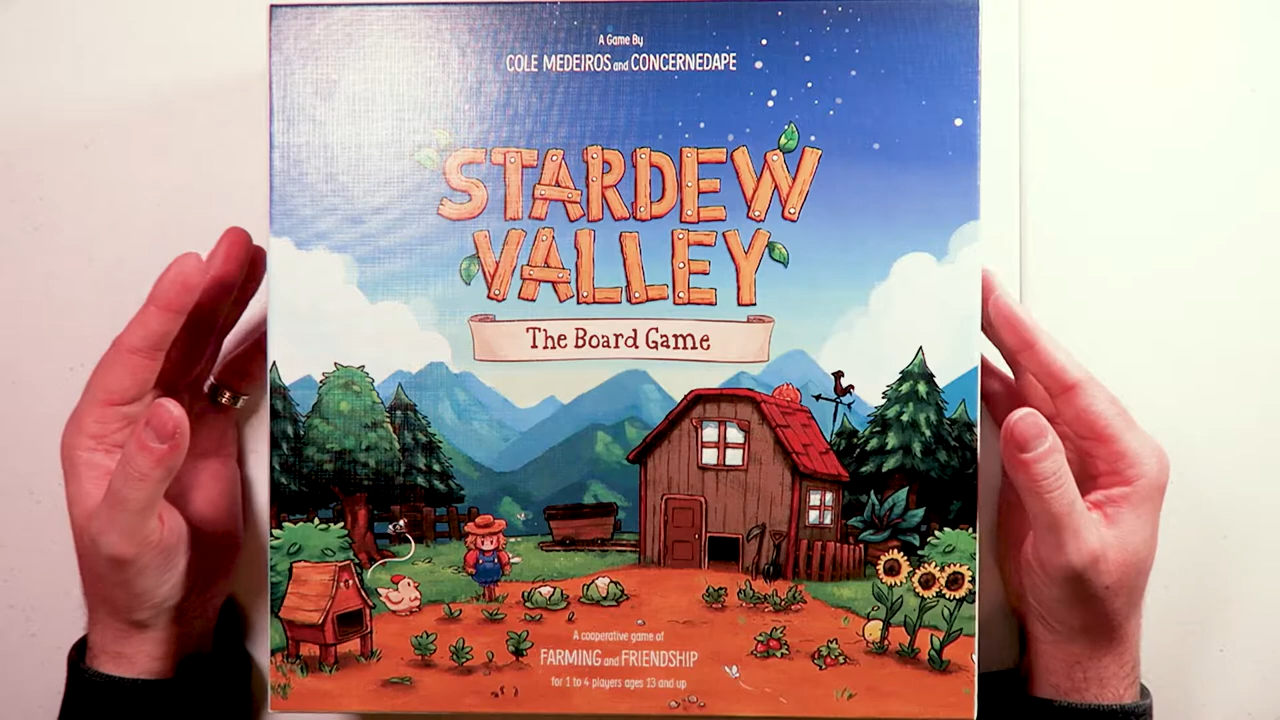 A Game By
COLE MEDEIROS and CONCERNEDAPE
STARDEW
VALLEY
The Board Game
A cooperative game of
FARMING and FRIENDSHIP
for 1 to 4 players ages 13 and up